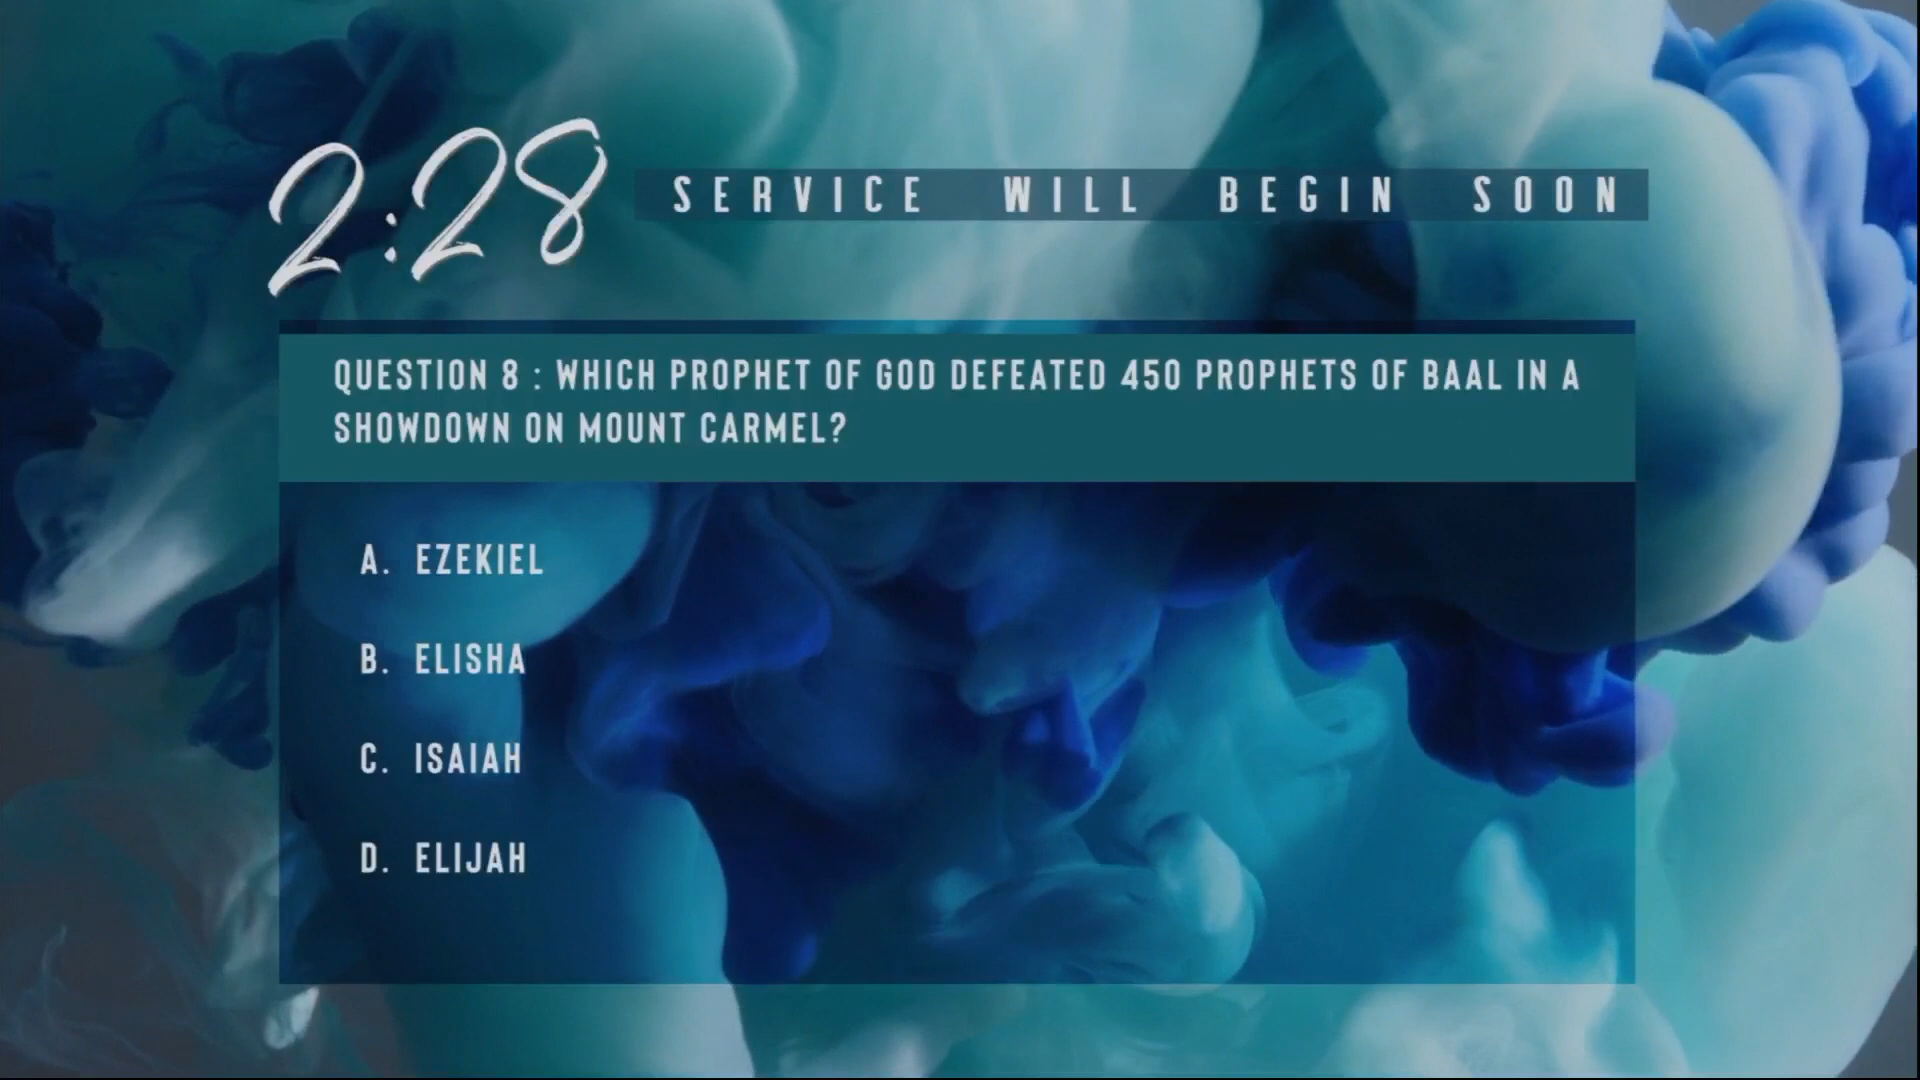 2:28
SERVICE WILL BEGIN SOON
QUESTION 8 : WHICH PROPHET OF GOD DEFEATED 450 PROPHETS OF BAAL IN A
SHOWDOWN ON MOUNT CARMEL?
A. EZEKIEL
B. ELISHA
C. ISAIAH
D. ELIJAH